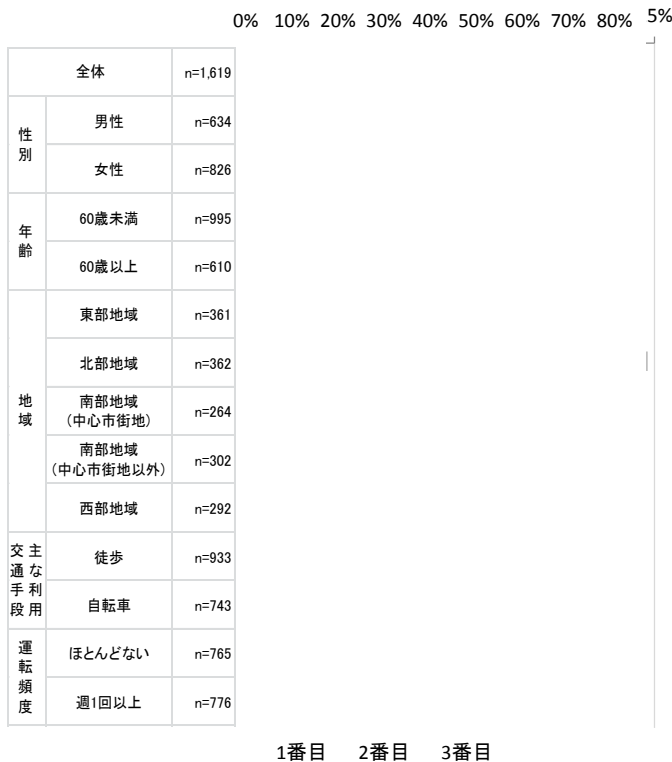 0% 10% 20% 30% 40% 50% 60% 70% 80% 5%
全体 n=1,619
性別
男性 n=634
女性 n=826
年齢
60歳未満 n=995
60歳以上 n=610
地域
東部地域 n=361
北部地域 n=362
南部地域
(中心市街地) n=264
南部地域
(中心市街地以外) n=302
西部地域 n=292
主な利用
交通手段
徒歩 n=933
自転車 n=743
運転頻度
ほとんどない n=765
週1回以上 n=776
1番目 2番目 3番目